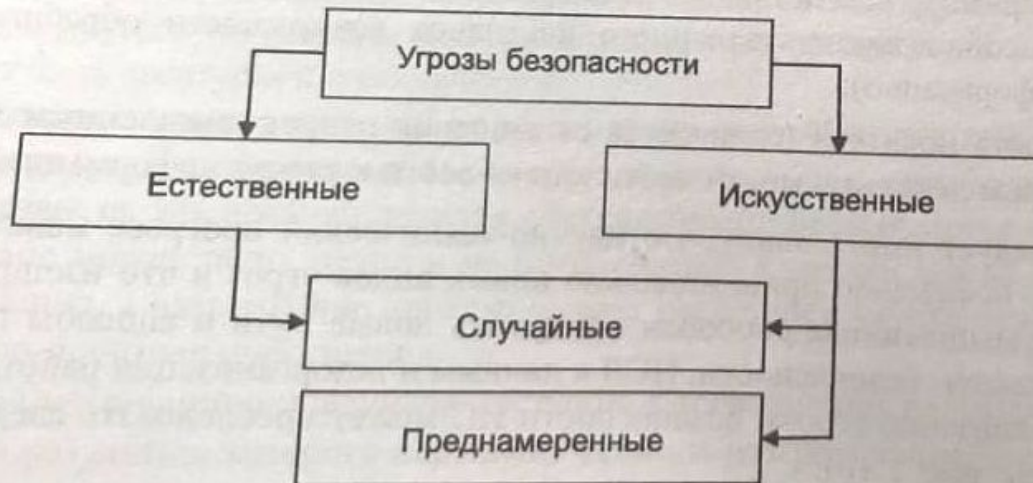 Угрозы безопасности
Естественные
Искусственные
Случайные
Преднамеренные